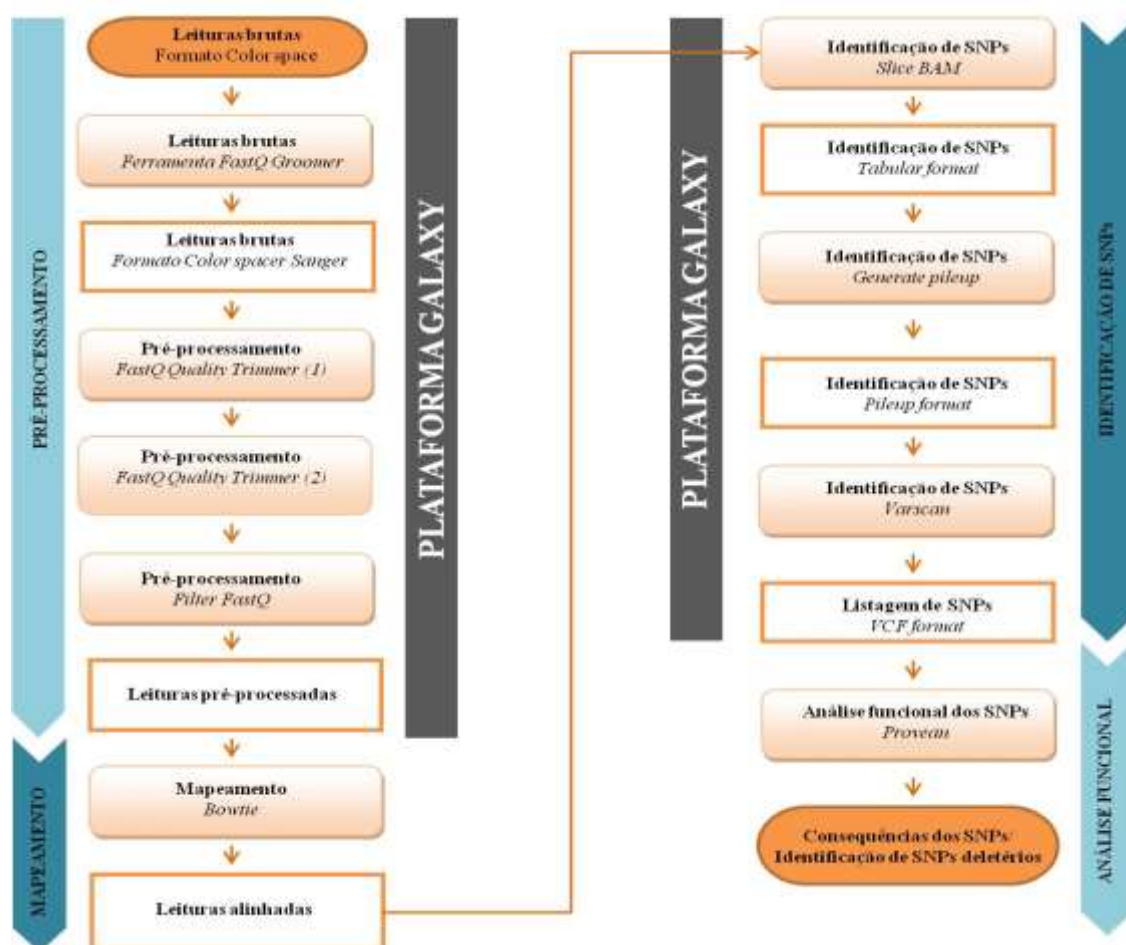 PRÉ-PROCESSAMENTO
Leituras brutas
Formato Color space
Leituras brutas
Ferramenta FastQ Groomer
Leituras brutas
Formato Color spacer Sanger
Pré-processamento
FastQ Quality Trimmer (1)
Pré-processamento
FastQ Quality Trimmer (2)
Pré-processamento
Filter FastQ
Leituras pré-processadas
MAPEAMENTO
Mapeamento
Bowtie
Leituras alinhadas
PLATAFORMA GALAXY
PLATAFORMA GALAXY
Identificação de SNPs
Slice BAM
Identificação de SNPs
Tabular format
Identificação de SNPs
Generate pileup
Identificação de SNPs
Pileup format
Identificação de SNPs
Varscan
Listagem de SNPs
VCF format
IDENTIFICAÇÃO DE SNPs
Análise funcional dos SNPs
Provean
Consequências dos SNPs/
Identificação de SNPs deletérios
ANÁLISE FUNCIONAL